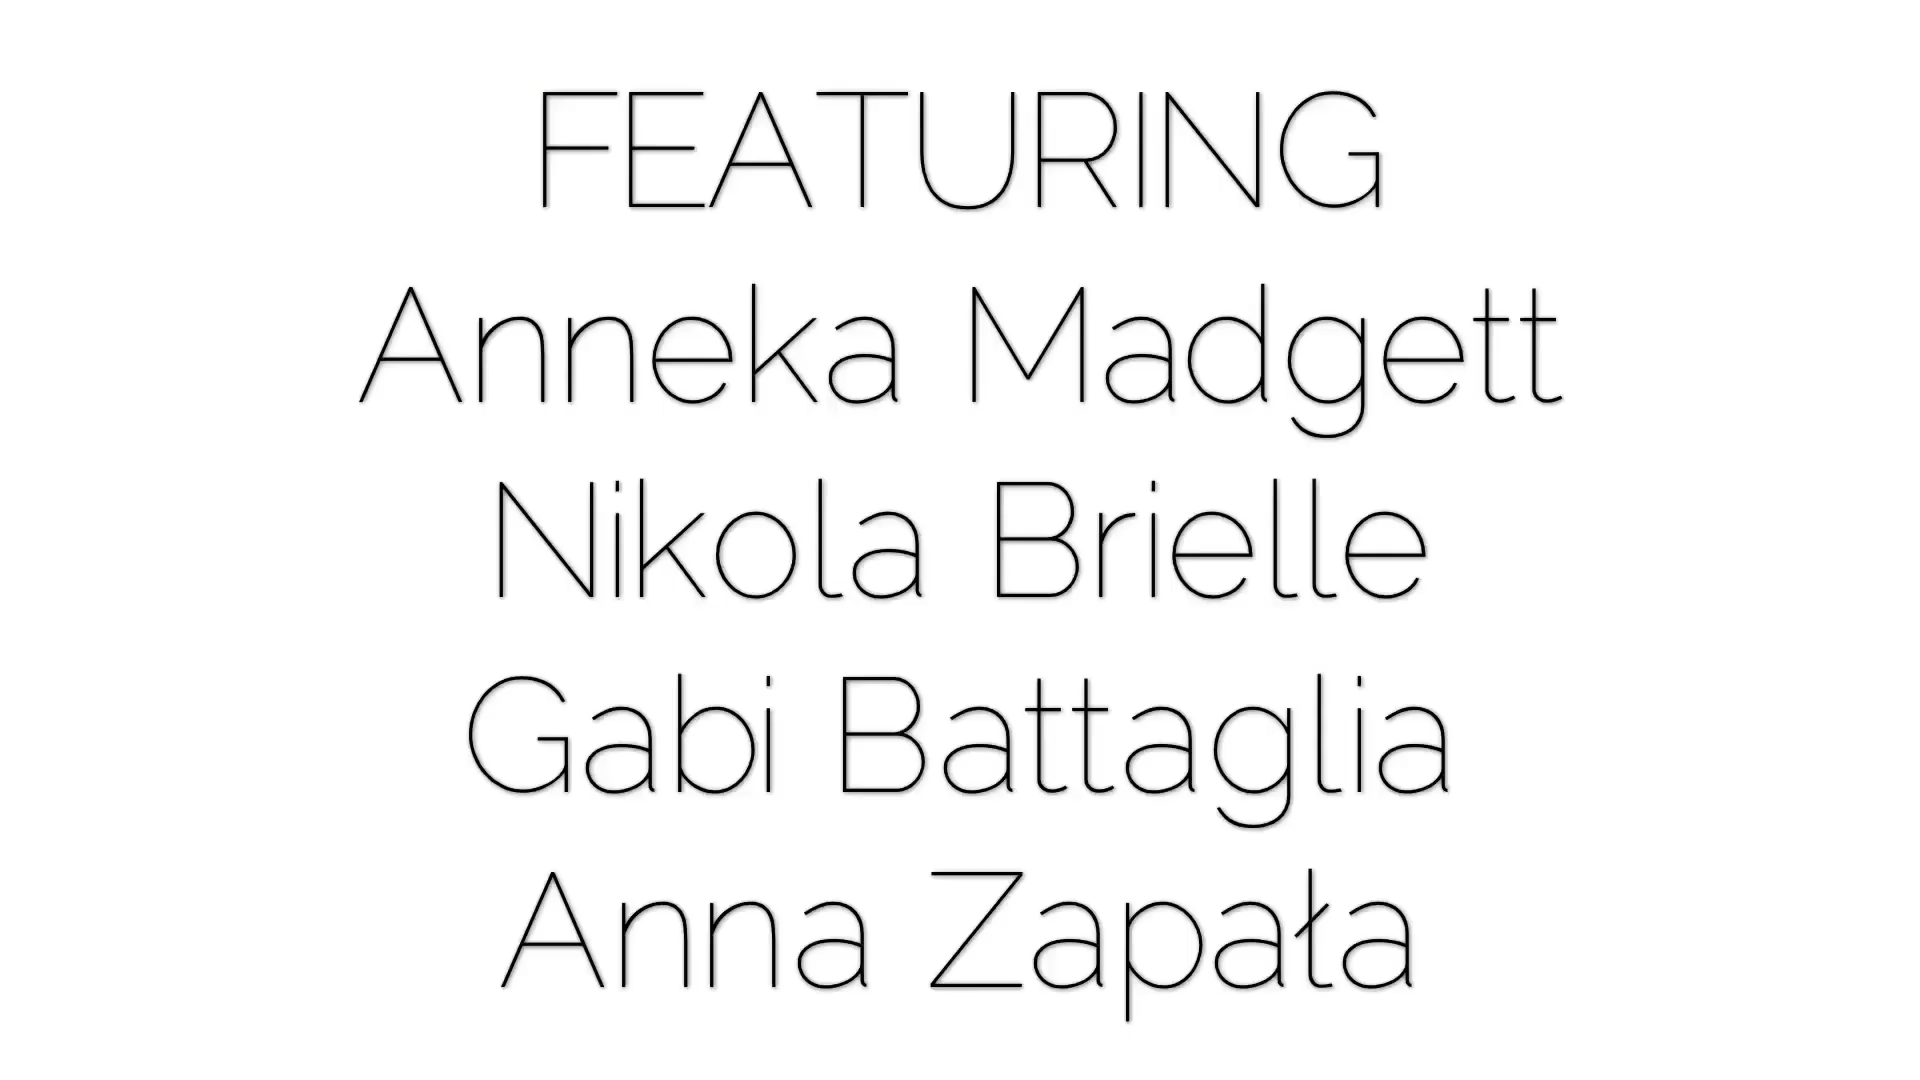 FEATURING
Anneka Madgett
Nikola Brielle
Gabi Battaglia
Anna Zapała